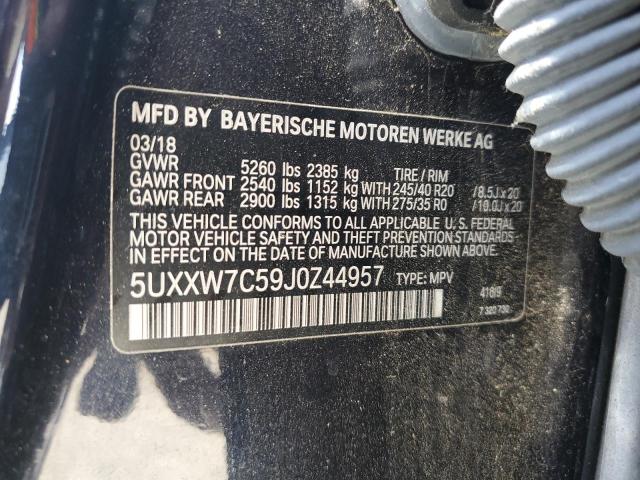 MFD BY BAYERISCHE MOTOREN WERKE AG
03/18
GVWR 5260 lbs 2385 kg TIRE / RIM
GAWR FRONT 2540 lbs 1152 kg WITH 245/40 R20 / 8.5J x 20
GAWR REAR 2900 lbs 1315 kg WITH 275/35 R0 / 10.0J x 20
THIS VEHICLE CONFORMS TO ALL APPLICABLE U. S. FEDERAL
MOTOR VEHICLE SAFETY AND THEFT PREVENTION STANDARDS
IN EFFECT ON THE DATE OF MANUFACTURE SHOWN ABOVE.
5UXXW7C59J0Z44957 TYPE: MPV